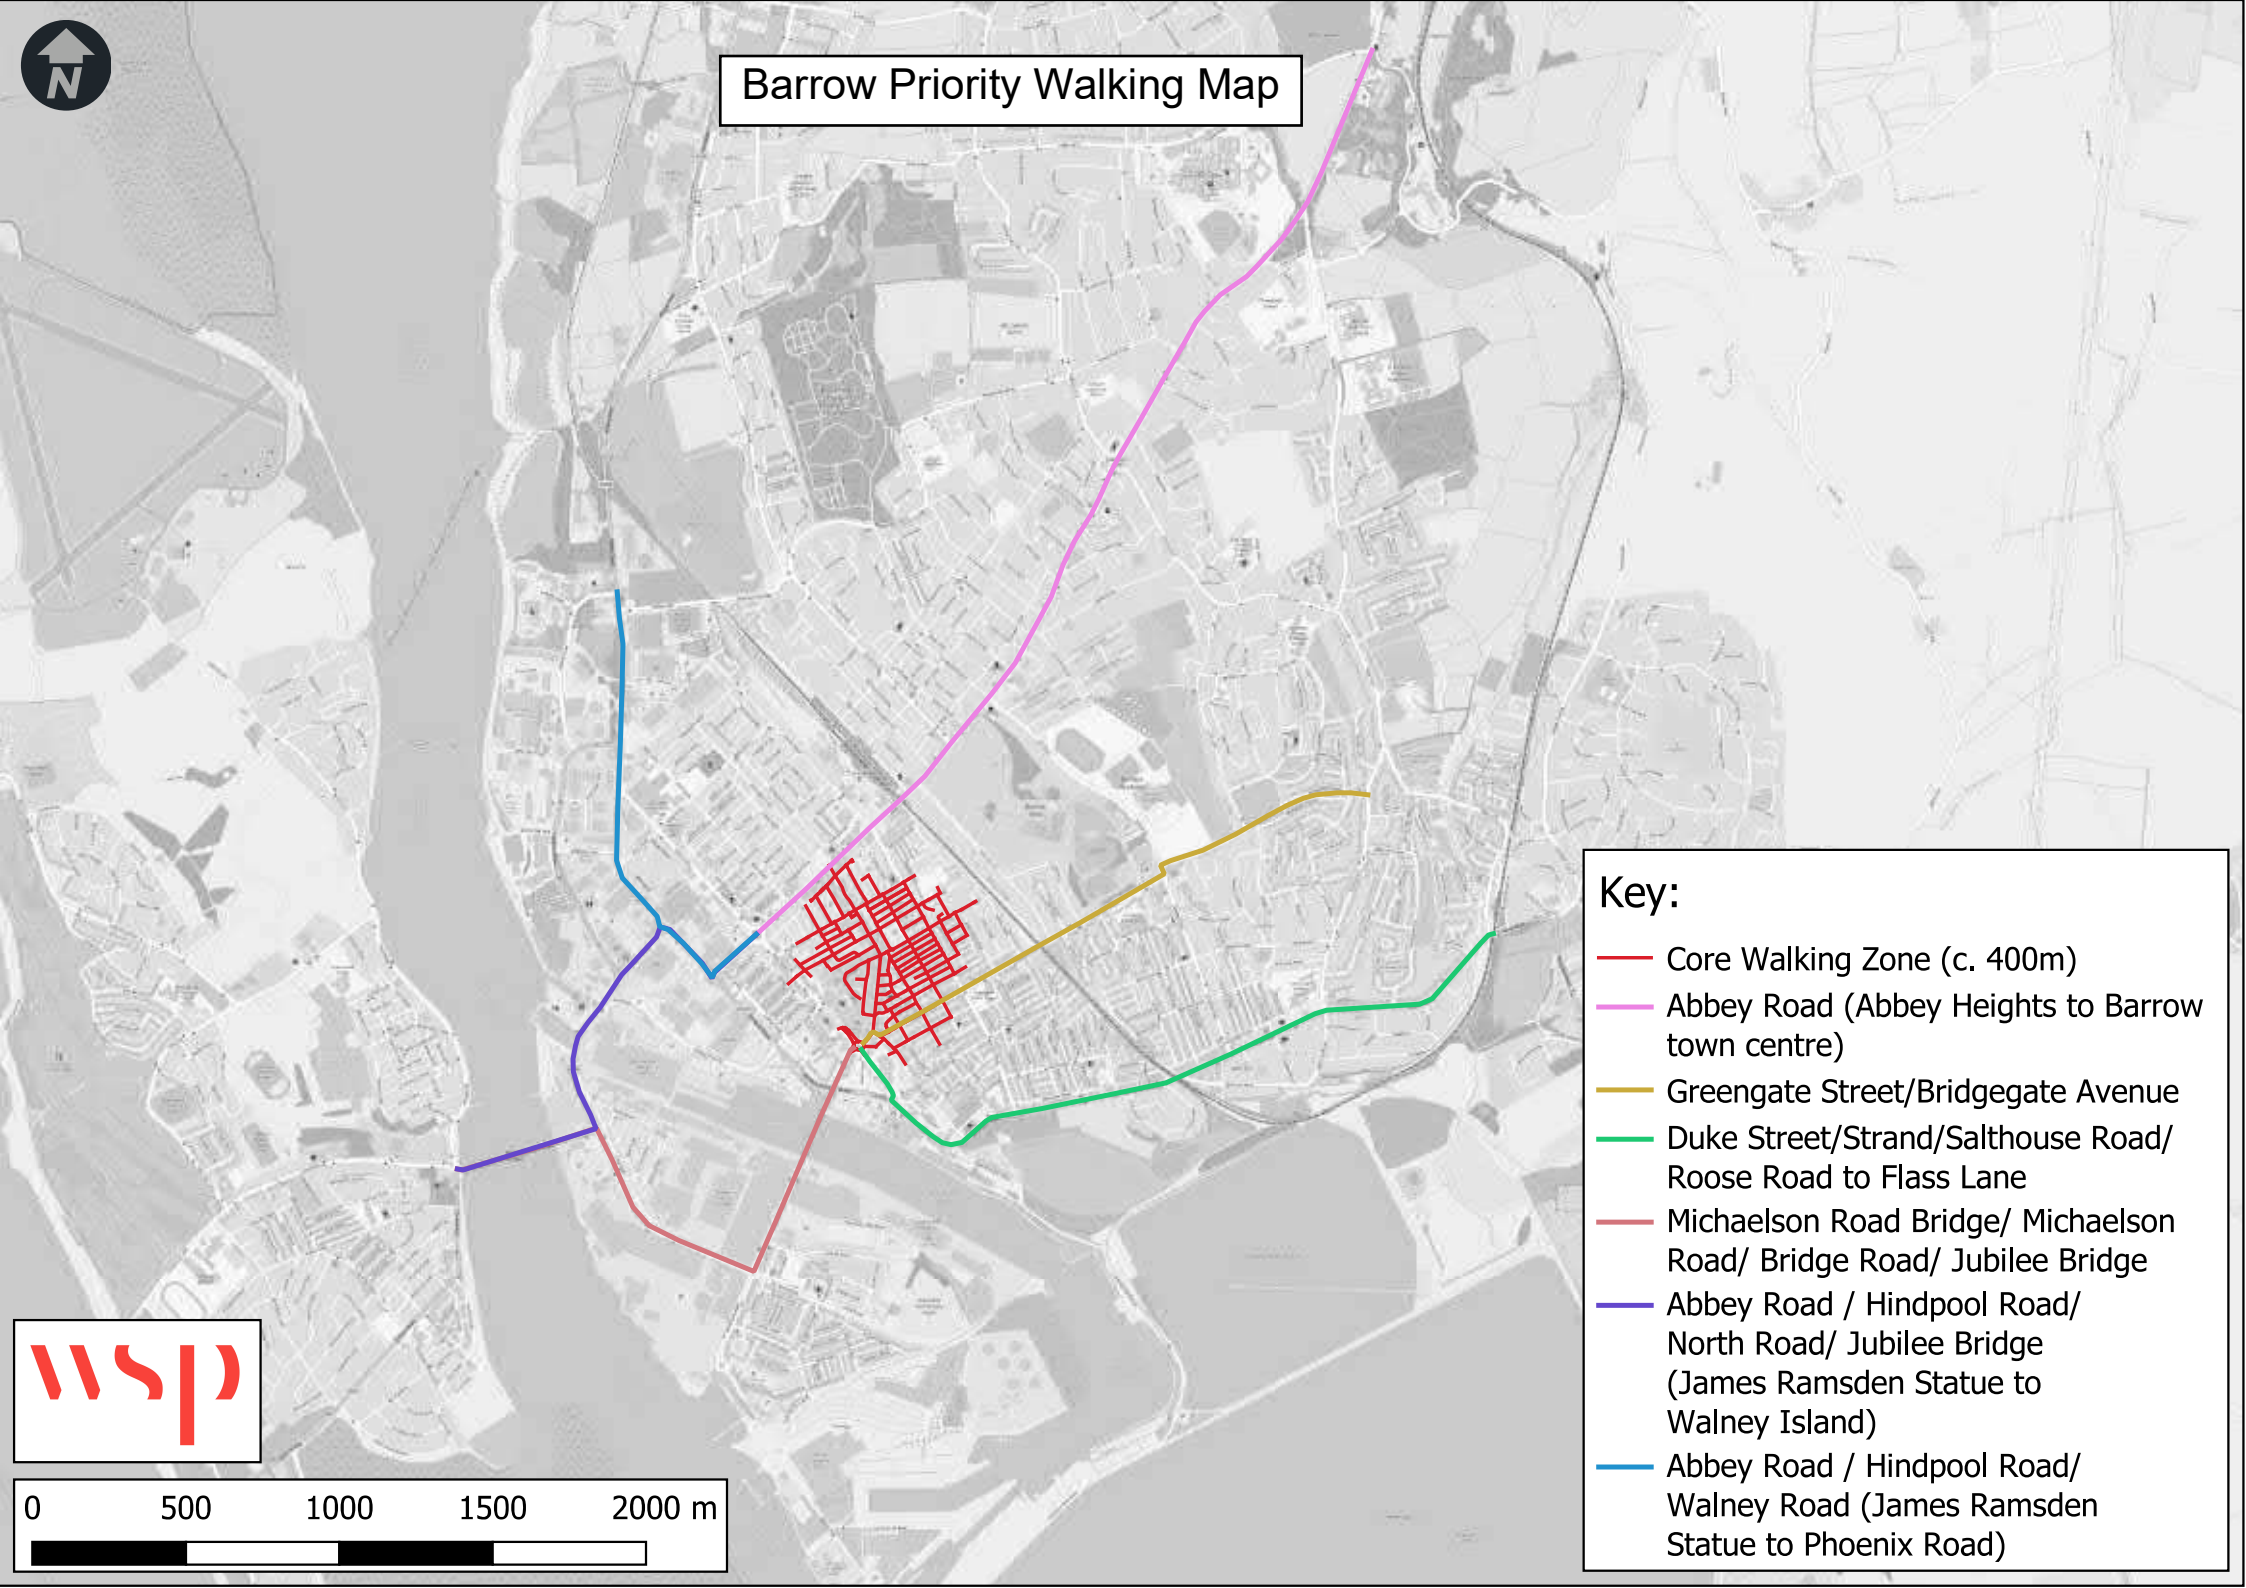 N
Barrow Priority Walking Map
Key:
Core Walking Zone (c. 400m)
Abbey Road (Abbey Heights to Barrow
town centre)
Greengate Street/Bridgegate Avenue
Duke Street/Strand/Salthouse Road/
Roose Road to Flass Lane
Michaelson Road Bridge/ Michaelson
Road/ Bridge Road/ Jubilee Bridge
Abbey Road / Hindpool Road/
North Road/ Jubilee Bridge
(James Ramsden Statue to
Walney Island)
Abbey Road / Hindpool Road/
Walney Road (James Ramsden
Statue to Phoenix Road)
wsp
0 500 1000 1500 2000 m